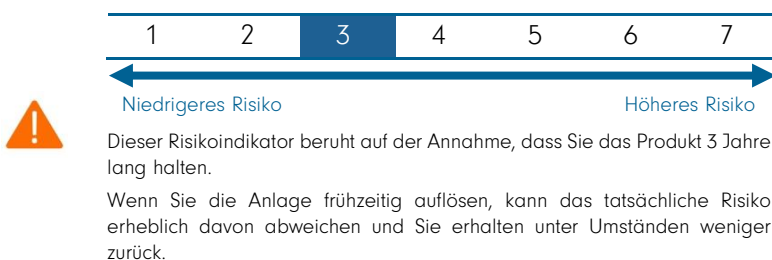 1 2 3 4 5 6 7
Niedrigeres Risiko Höheres Risiko
Dieser Risikoindikator beruht auf der Annahme, dass Sie das Produkt 3 Jahre
lang halten.
Wenn Sie die Anlage frühzeitig auflösen, kann das tatsächliche Risiko
erheblich davon abweichen und Sie erhalten unter Umständen weniger
zurück.